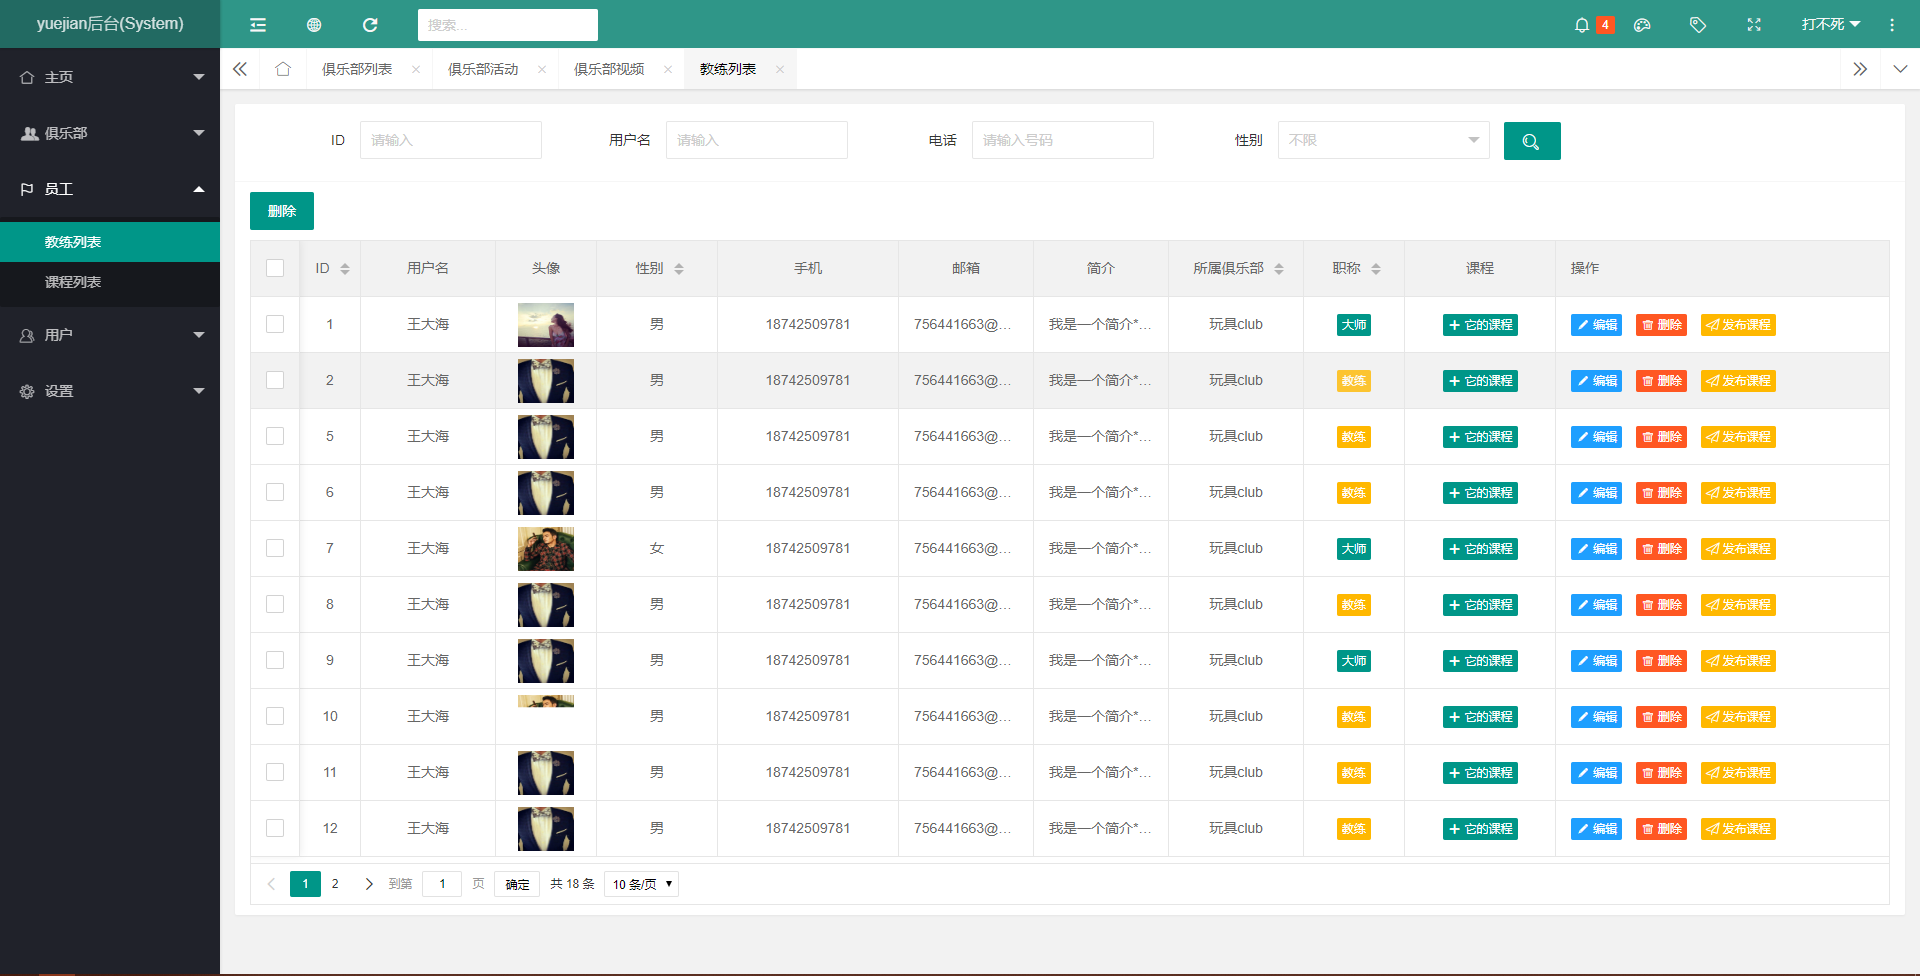 yuejian后台(System) 搜索... 4 打不死
主页
俱乐部
员工
教练列表
课程列表
用户
设置
俱乐部列表 俱乐部活动 俱乐部视频 教练列表
ID 请输入 用户名 请输入 电话 请输入号码 性别 不限
删除
ID 用户名 头像 性别 手机 邮箱 简介 所属俱乐部 职称 课程 操作
1 王大海 男 18742509781 756441663@... 我是一个简介*... 玩具club 大师 它的课程 编辑 删除 发布课程
2 王大海 男 18742509781 756441663@... 我是一个简介*... 玩具club 教练 它的课程 编辑 删除 发布课程
5 王大海 男 18742509781 756441663@... 我是一个简介*... 玩具club 教练 它的课程 编辑 删除 发布课程
6 王大海 男 18742509781 756441663@... 我是一个简介*... 玩具club 教练 它的课程 编辑 删除 发布课程
7 王大海 女 18742509781 756441663@... 我是一个简介*... 玩具club 大师 它的课程 编辑 删除 发布课程
8 王大海 男 18742509781 756441663@... 我是一个简介*... 玩具club 教练 它的课程 编辑 删除 发布课程
9 王大海 男 18742509781 756441663@... 我是一个简介*... 玩具club 大师 它的课程 编辑 删除 发布课程
10 王大海 男 18742509781 756441663@... 我是一个简介*... 玩具club 教练 它的课程 编辑 删除 发布课程
11 王大海 男 18742509781 756441663@... 我是一个简介*... 玩具club 教练 它的课程 编辑 删除 发布课程
12 王大海 男 18742509781 756441663@... 我是一个简介*... 玩具club 教练 它的课程 编辑 删除 发布课程
1 2 到第 1 页 确定 共 18 条 10 条/页